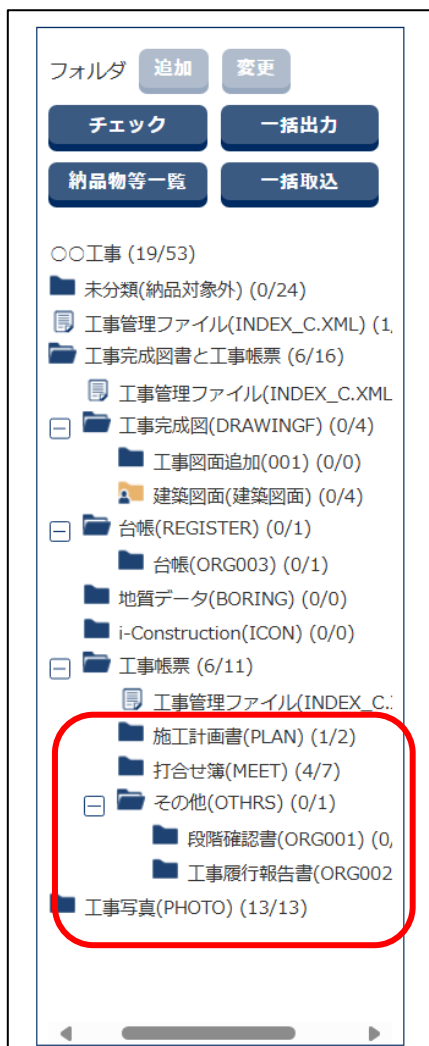 フォルダ 追加 変更
チェック 一括出力
納品物等一覧 一括取込
○○工事 (19/53)
未分類(納品対象外) (0/24)
工事管理ファイル(INDEX_C.XML) (1,
工事完成図書と工事帳票 (6/16)
工事管理ファイル(INDEX_C.XML
工事完成図(DRAWINGF) (0/4)
工事図面追加(001) (0/0)
建築図面(建築図面) (0/4)
台帳(REGISTER) (0/1)
台帳(ORG003) (0/1)
地質データ(BORING) (0/0)
i-Construction(ICON) (0/0)
工事帳票 (6/11)
工事管理ファイル(INDEX_C.
施工計画書(PLAN) (1/2)
打合せ簿(MEET) (4/7)
その他(OTHRS) (0/1)
段階確認書(ORG001) (0,
工事履行報告書(ORG002
工事写真(PHOTO) (13/13)